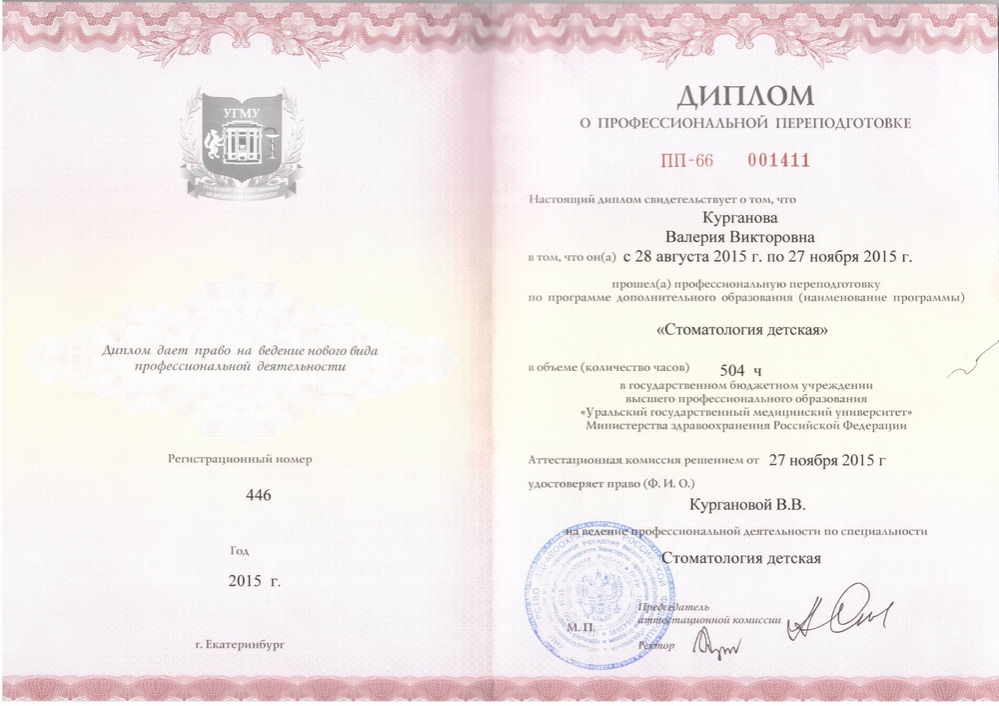 УГМУ
Диплом дает право на ведение нового вида
профессиональной деятельности
Регистрационный номер
446
Год
2015 г.
г. Екатеринбург
ДИПЛОМ
О ПРОФЕССИОНАЛЬНОЙ ПЕРЕПОДГОТОВКЕ
ПП-66 001411
Настоящий диплом свидетельствует о том, что
Курганова
Валерия Викторовна
в том, что он(а) с 28 августа 2015 г. по 27 ноября 2015 г.
прошел(а) профессиональную переподготовку
по программе дополнительного образования (наименование программы)
«Стоматология детская»
в объеме (количество часов) 504 ч
в государственном бюджетном учреждении
высшего профессионального образования
«Уральский государственный медицинский университет»
Министерства здравоохранения Российской Федерации
Аттестационная комиссия решением от 27 ноября 2015 г
удостоверяет право (Ф. И. О.)
Кургановой В.В.
на ведение профессиональной деятельности по специальности
Стоматология детская
Председатель
аттестационной комиссии
М. П.
Ректор